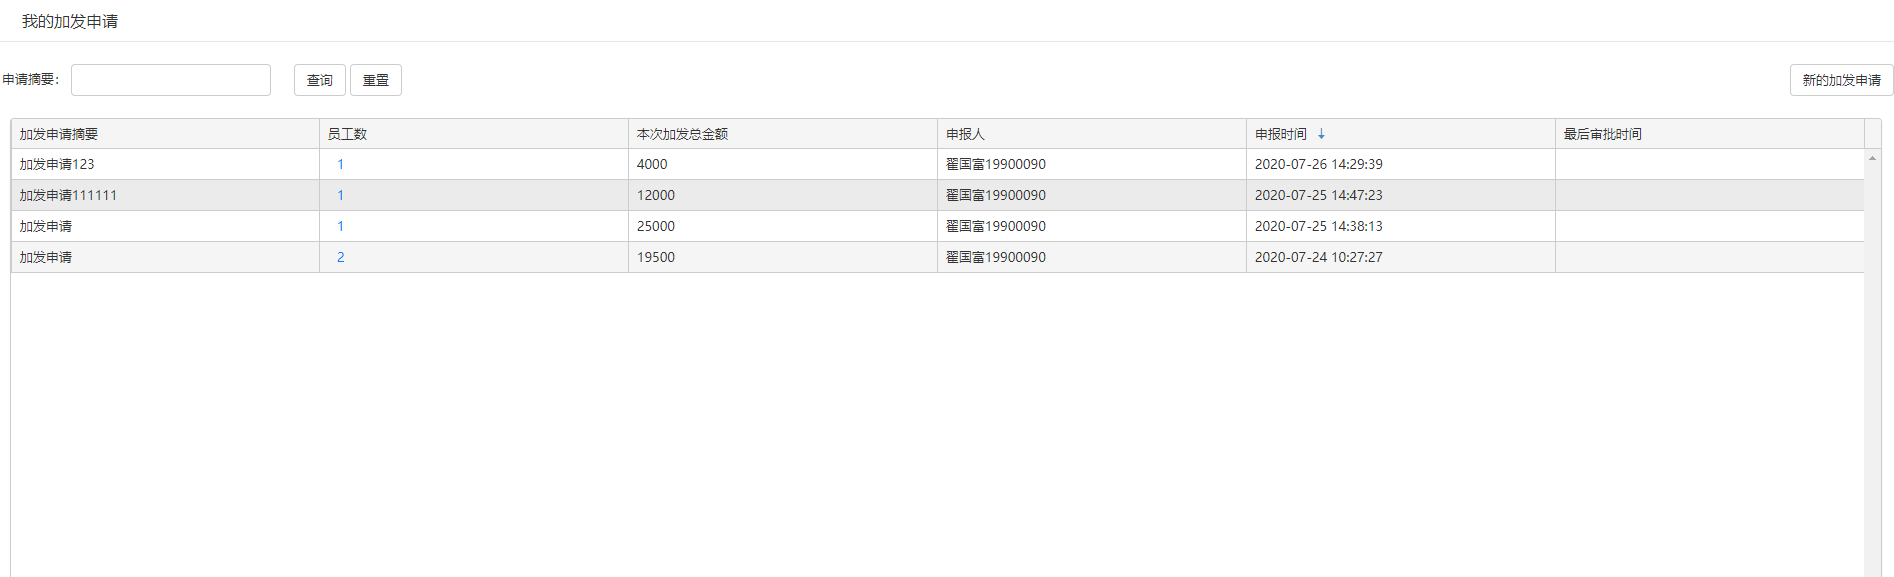 我的加发申请
申请摘要： 查询 重置 新的加发申请
加发申请摘要 员工数 本次加发总金额 申报人 申报时间 ↓ 最后审批时间
加发申请123 1 4000 翟国富19900090 2020-07-26 14:29:39
加发申请111111 1 12000 翟国富19900090 2020-07-25 14:47:23
加发申请 1 25000 翟国富19900090 2020-07-25 14:38:13
加发申请 2 19500 翟国富19900090 2020-07-24 10:27:27